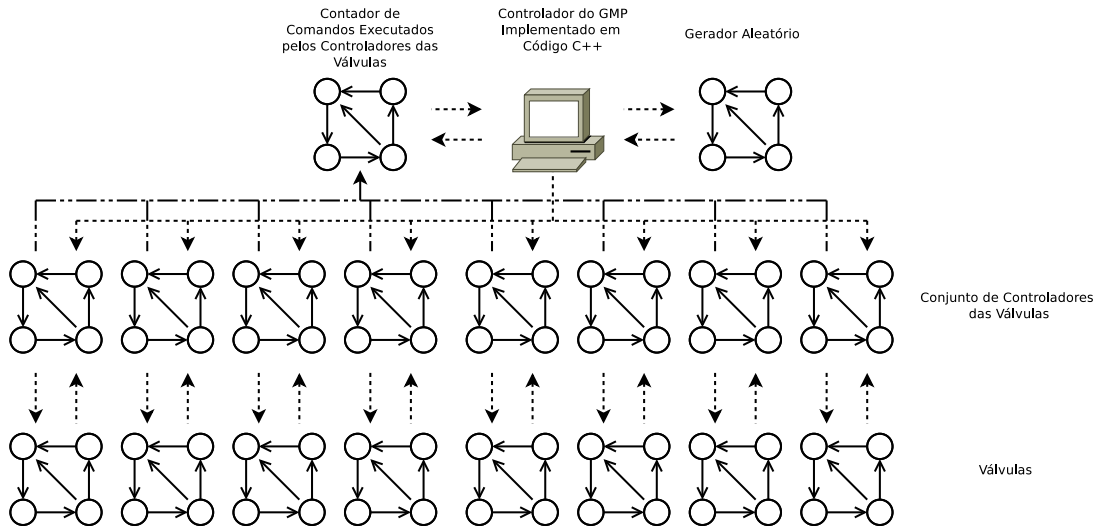 Contador de
Comandos Executados
pelos Controladores das
Válvulas
Controlador do GMP
Implementado em
Código C++
Gerador Aleatório
Conjunto de Controladores
das Válvulas
Válvulas